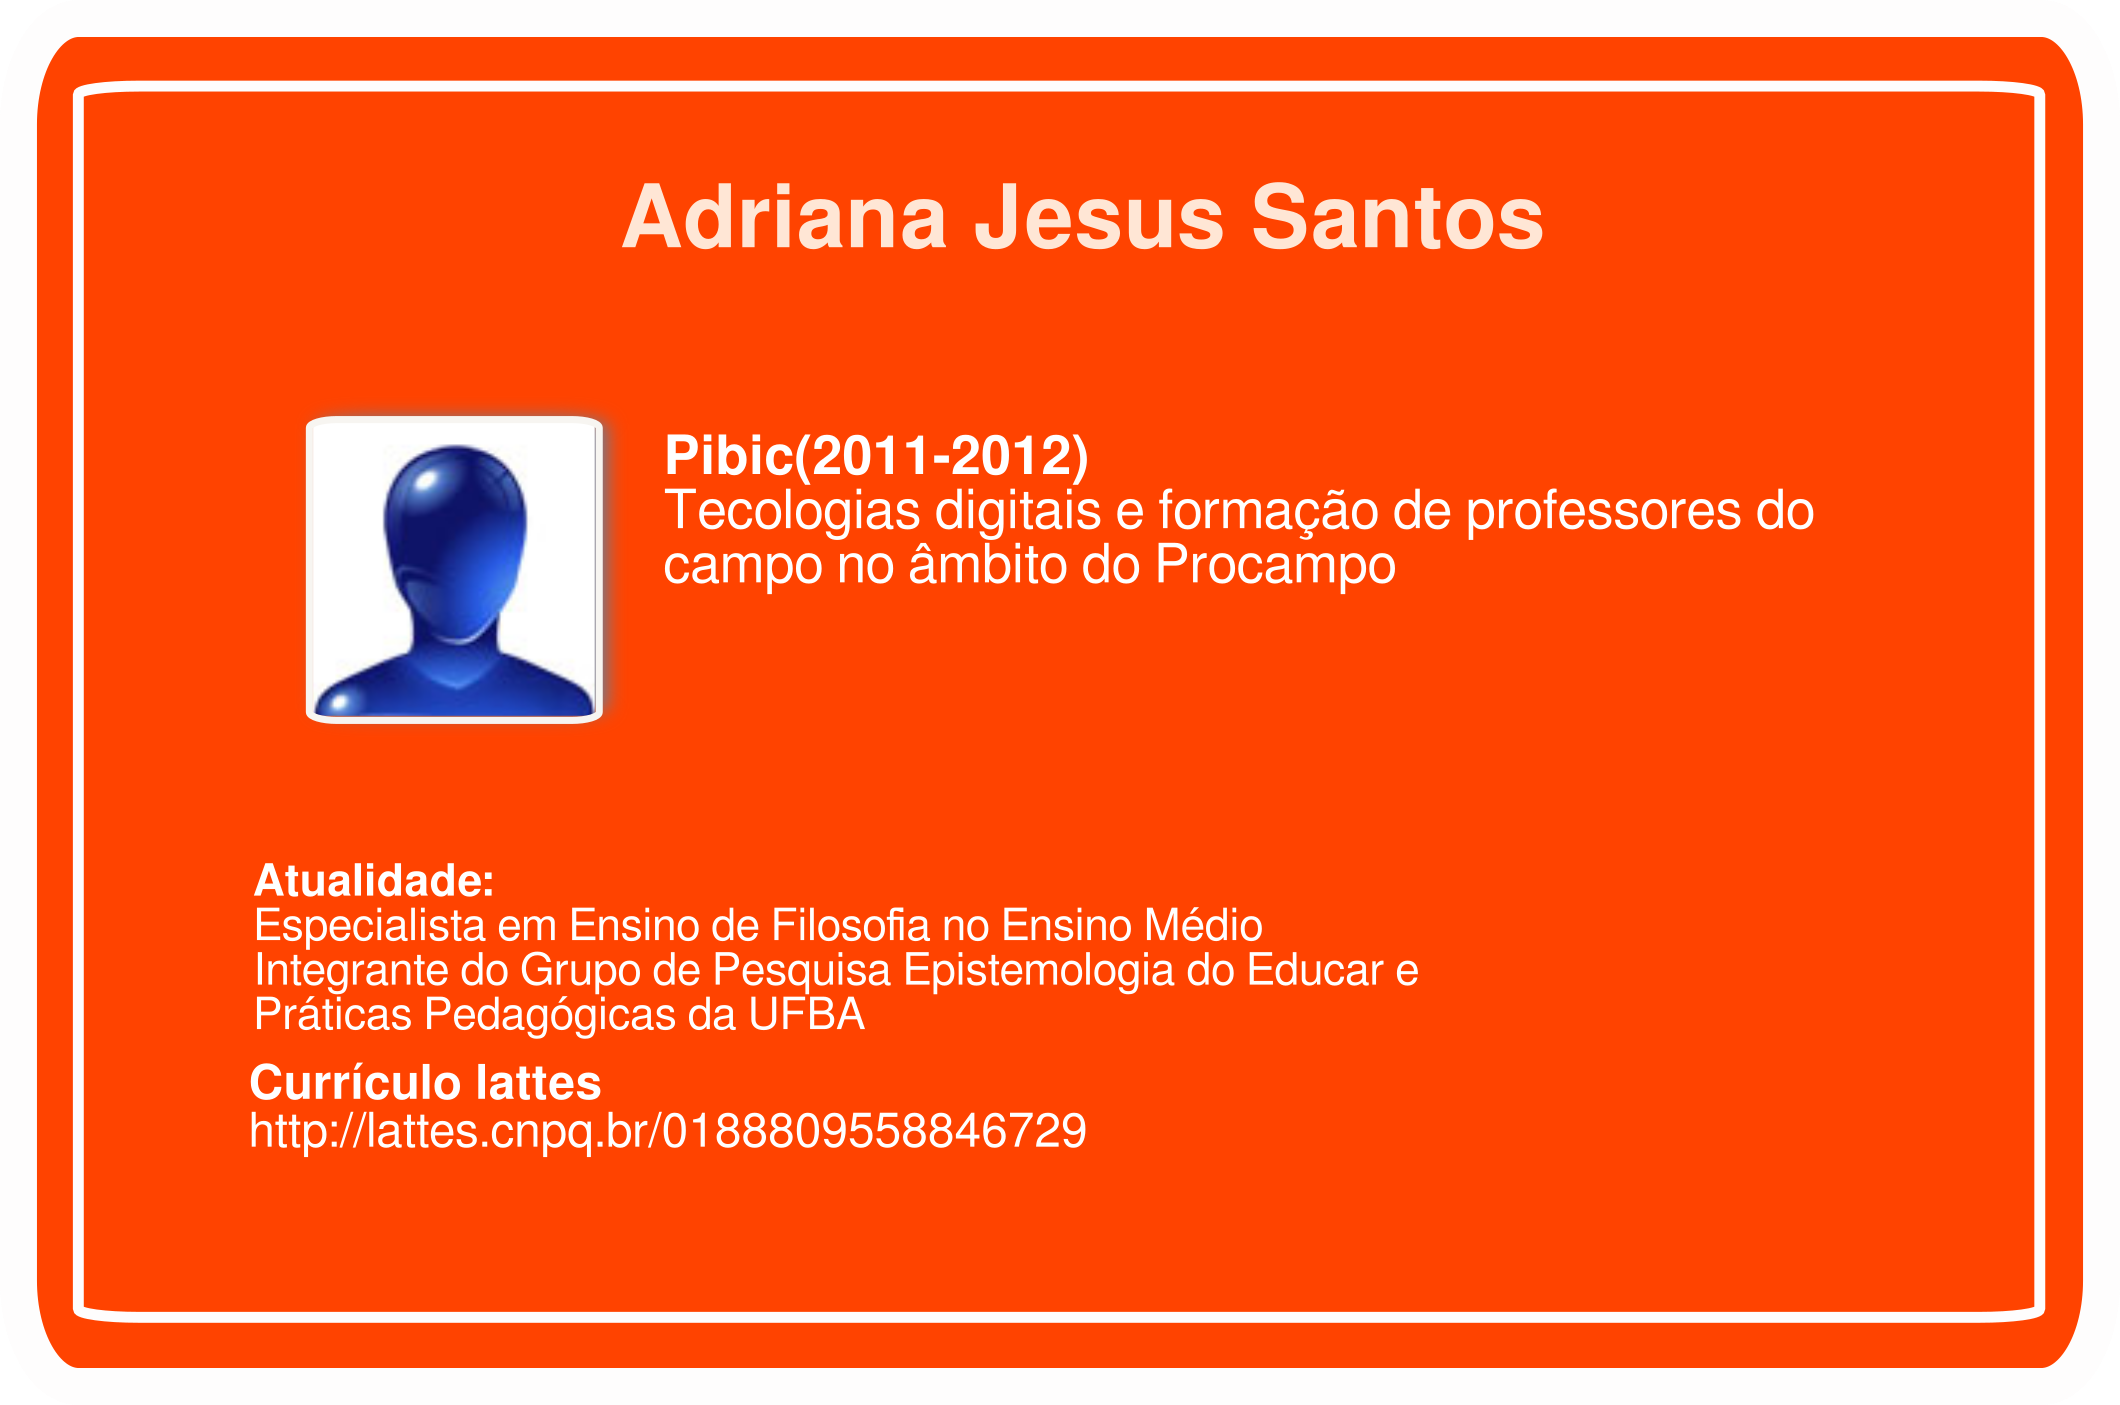 Adriana Jesus Santos
Pibic(2011-2012)
Tecologias digitais e formação de professores do
campo no âmbito do Procampo
Atualidade:
Especialista em Ensino de Filosofia no Ensino Médio
Integrante do Grupo de Pesquisa Epistemologia do Educar e
Práticas Pedagógicas da UFBA
Currículo lattes
http://lattes.cnpq.br/0188809558846729